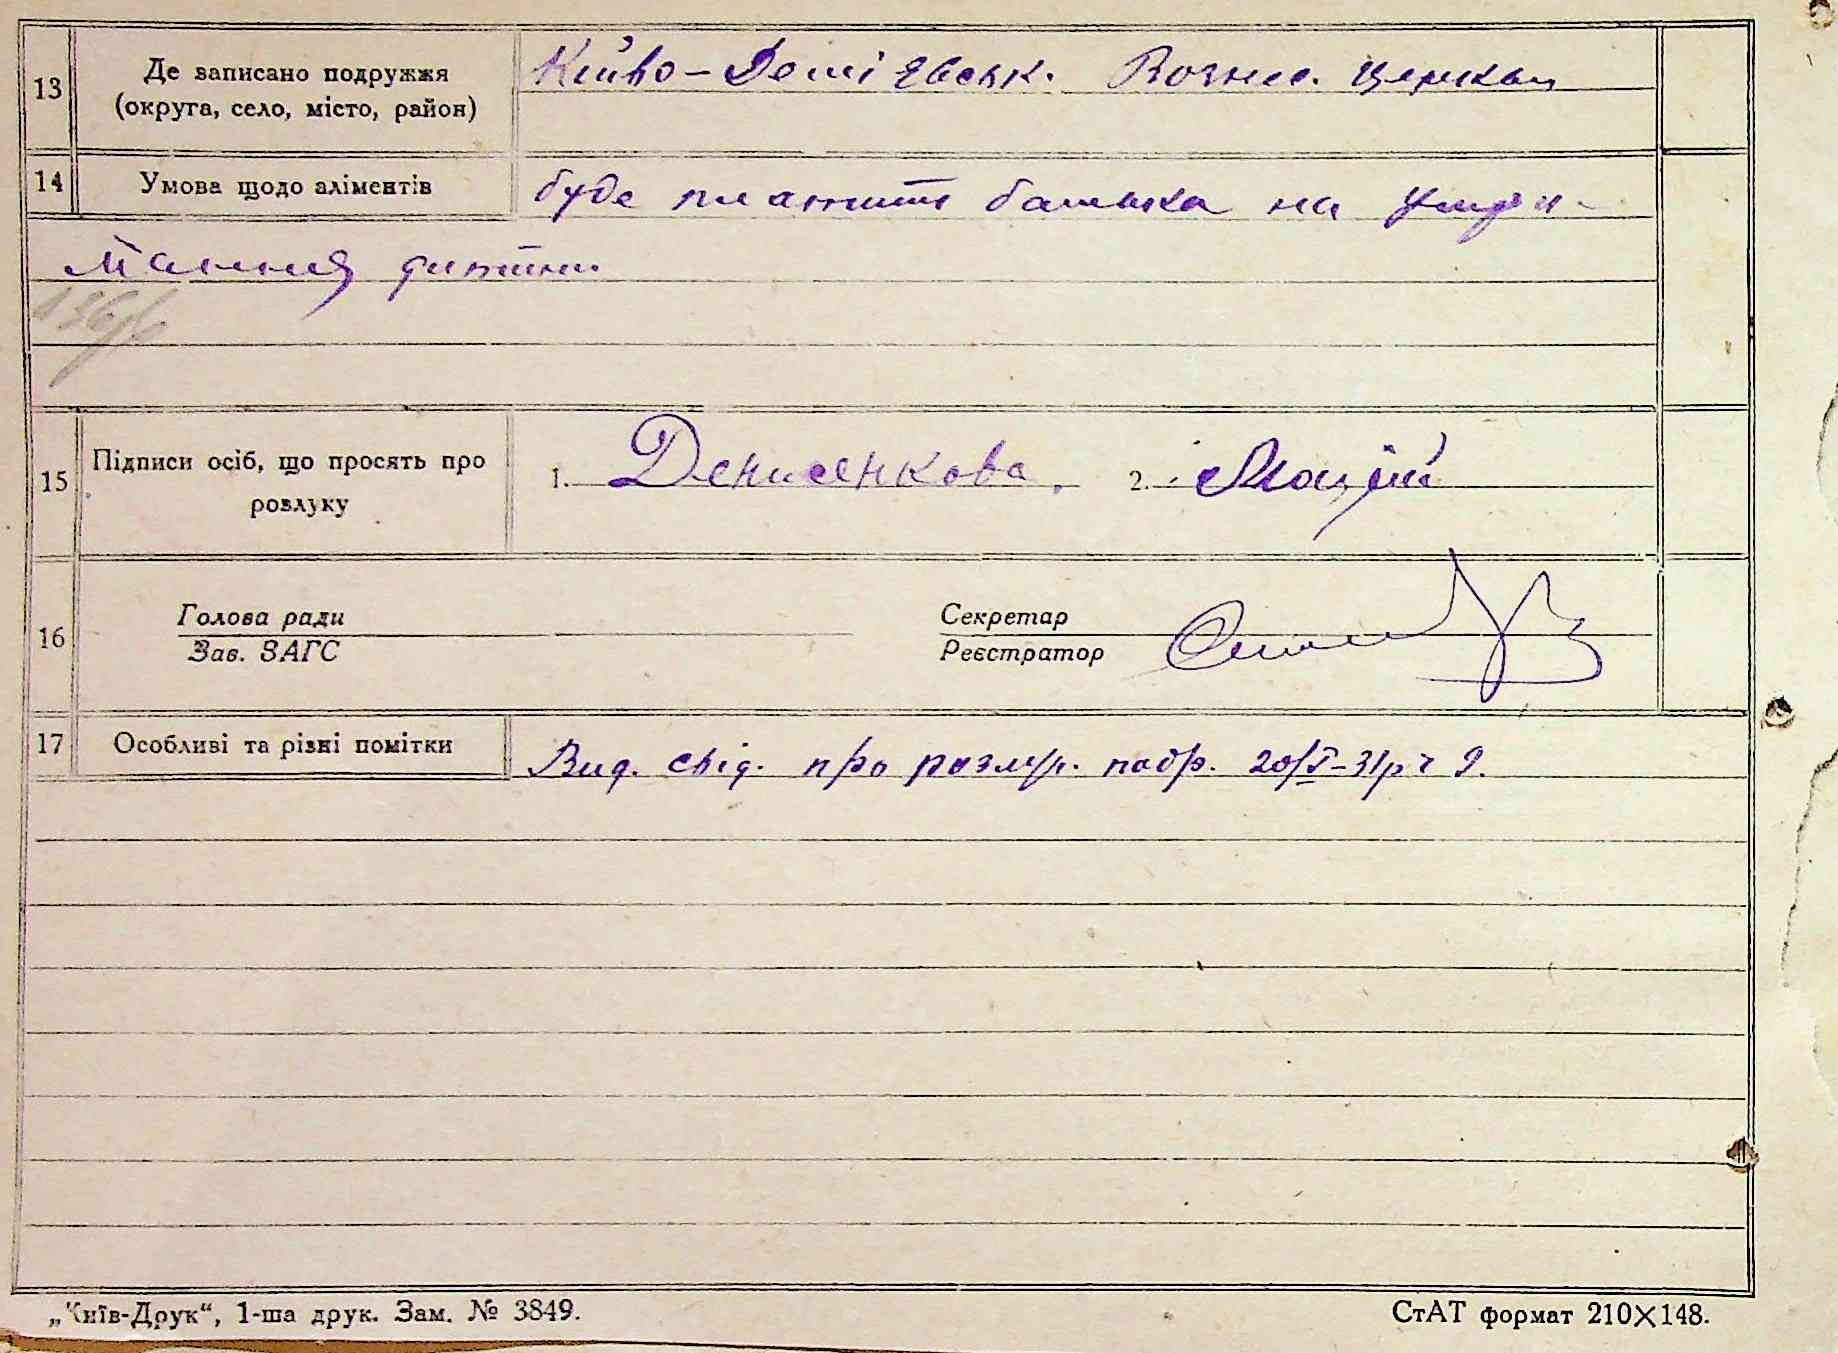 13 Де записано подружжя (округа, село, місто, район) Київо-Деміївськ. Вознес. церква
14 Умова щодо аліментів буде платить батька на утри-
мання дитини
15 Підписи осіб, що просять про розлуку 1. Денисенкова. 2.
16 Голова ради Секретар
Зав. ЗАГС Реєстратор
17 Особливі та різні помітки Вид. свід. про розлуч. подр. 20/V-31р
„Київ-Друк“, 1-ша друк. Зам. № 3849. СтАТ формат 210×148.